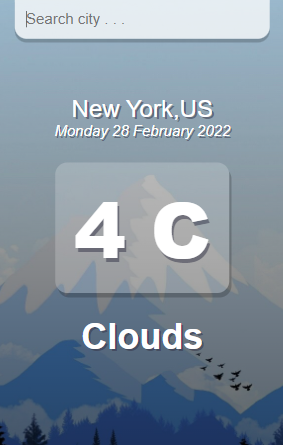 Search city . . .
New York,US
Monday 28 February 2022
4 C
Clouds